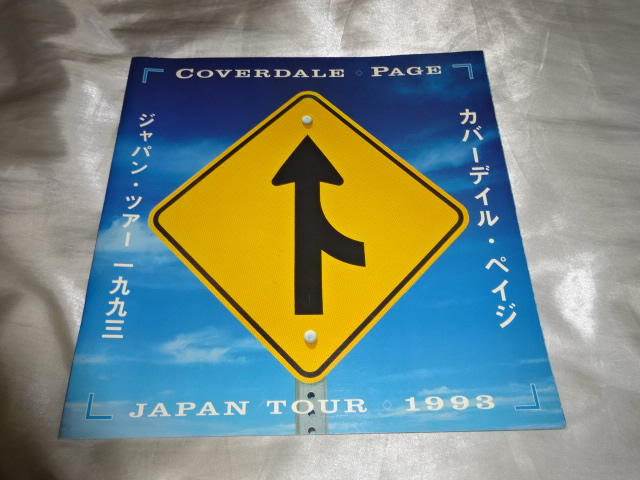 COVERDALE ◇ PAGE
カバーデイル・ペイジ
ジャパン・ツアー 一九九三
JAPAN TOUR ◇ 1993